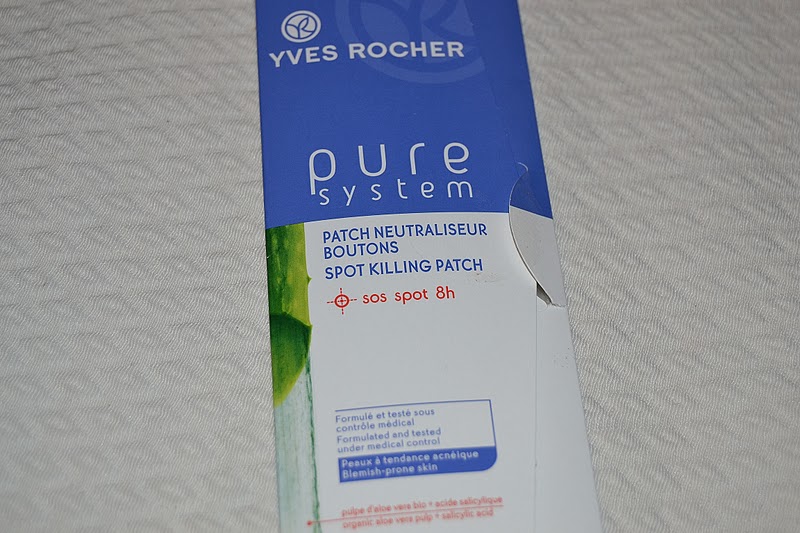 YVES ROCHER
pure
system
PATCH NEUTRALISEUR
BOUTONS
SPOT KILLING PATCH
sos spot 8h
Formulé et testé sous
contrôle médical
Formulated and tested
under medical control
Peaux à tendance acnéique
Blemish-prone skin
pulpe d'aloe vera bio + acide salicylique
organic aloe vera pulp + salicylic acid